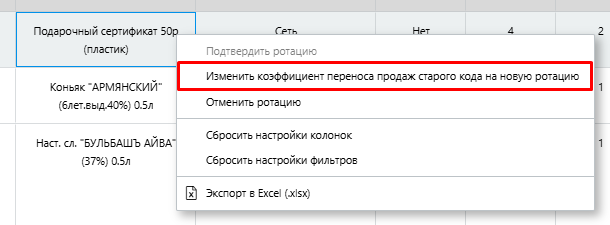 Подарочный сертификат 50р
(пластик)
Сеть
Нет
4
2
Подтвердить ротацию
Изменить коэффициент переноса продаж старого кода на новую ротацию
Коньяк "АРМЯНСКИЙ"
(6лет.выд.40%) 0.5л
1
Отменить ротацию
Сбросить настройки колонок
Наст. сл. "БУЛЬБАШЪ АЙВА"
(37%) 0.5л
1
Сбросить настройки фильтров
Экспорт в Excel (.xlsx)